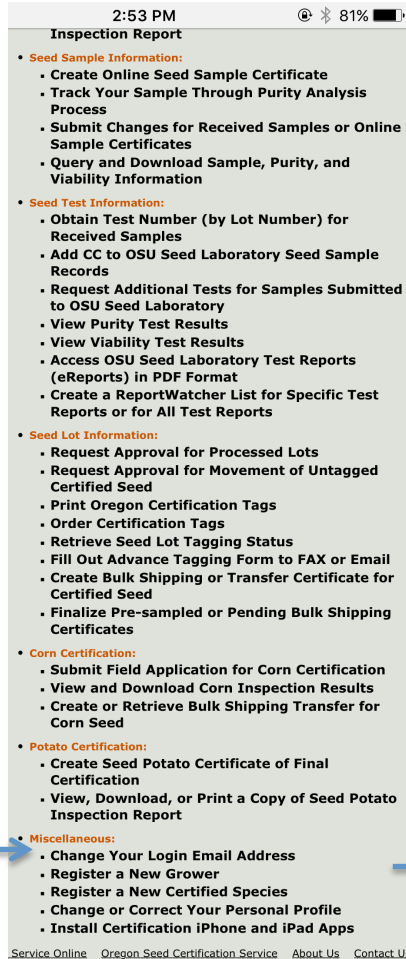 2:53 PM 81%
Inspection Report
• Seed Sample Information:
▪ Create Online Seed Sample Certificate
▪ Track Your Sample Through Purity Analysis
Process
▪ Submit Changes for Received Samples or Online
Sample Certificates
▪ Query and Download Sample, Purity, and
Viability Information
• Seed Test Information:
▪ Obtain Test Number (by Lot Number) for
Received Samples
▪ Add CC to OSU Seed Laboratory Seed Sample
Records
▪ Request Additional Tests for Samples Submitted
to OSU Seed Laboratory
▪ View Purity Test Results
▪ View Viability Test Results
▪ Access OSU Seed Laboratory Test Reports
(eReports) in PDF Format
▪ Create a ReportWatcher List for Specific Test
Reports or for All Test Reports
• Seed Lot Information:
▪ Request Approval for Processed Lots
▪ Request Approval for Movement of Untagged
Certified Seed
▪ Print Oregon Certification Tags
▪ Order Certification Tags
▪ Retrieve Seed Lot Tagging Status
▪ Fill Out Advance Tagging Form to FAX or Email
▪ Create Bulk Shipping or Transfer Certificate for
Certified Seed
▪ Finalize Pre-sampled or Pending Bulk Shipping
Certificates
• Corn Certification:
▪ Submit Field Application for Corn Certification
▪ View and Download Corn Inspection Results
▪ Create or Retrieve Bulk Shipping Transfer for
Corn Seed
• Potato Certification:
▪ Create Seed Potato Certificate of Final
Certification
▪ View, Download, or Print a Copy of Seed Potato
Inspection Report
• Miscellaneous:
▪ Change Your Login Email Address
▪ Register a New Grower
▪ Register a New Certified Species
▪ Change or Correct Your Personal Profile
▪ Install Certification iPhone and iPad Apps
Service Online Oregon Seed Certification Service About Us Contact U